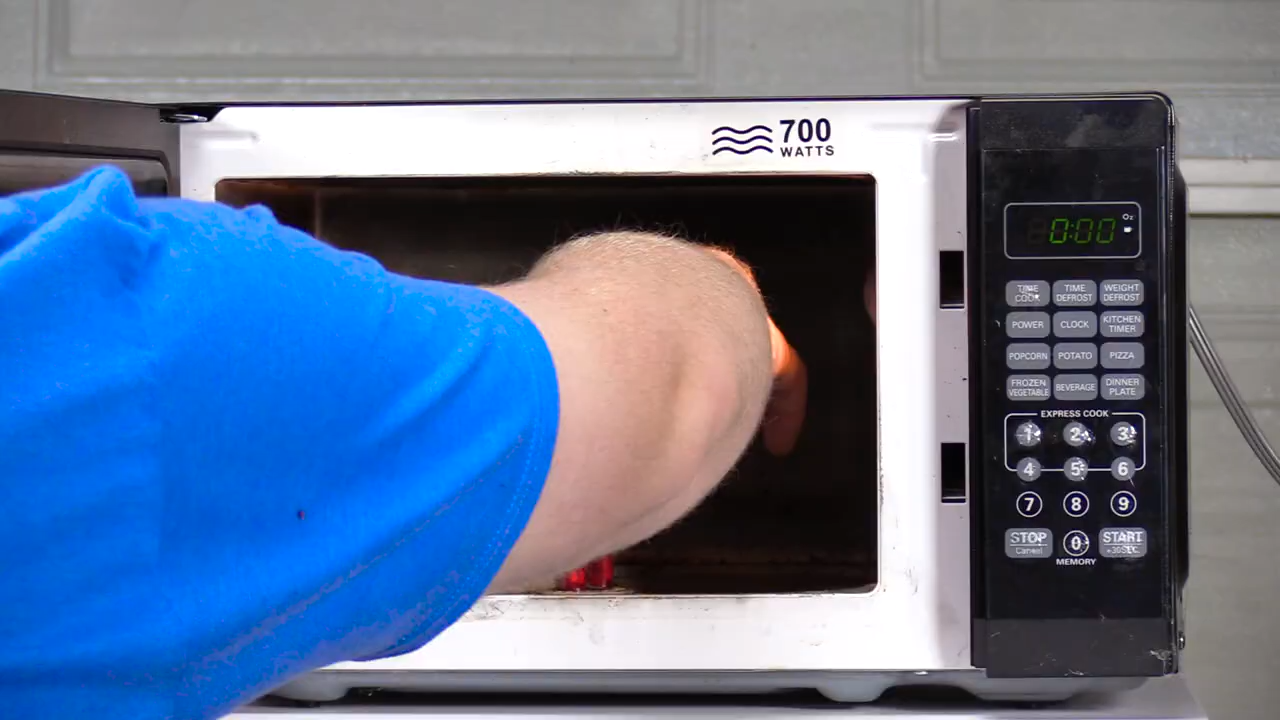 700
WATTS
0:00
Oz
TIME COOK
TIME DEFROST
WEIGHT DEFROST
POWER
CLOCK
KITCHEN TIMER
POPCORN
POTATO
PIZZA
FROZEN VEGETABLE
BEVERAGE
DINNER PLATE
EXPRESS COOK
1 2 3
4 5 6
7 8 9
STOP
Cancel
0
START
+30SEC.
MEMORY